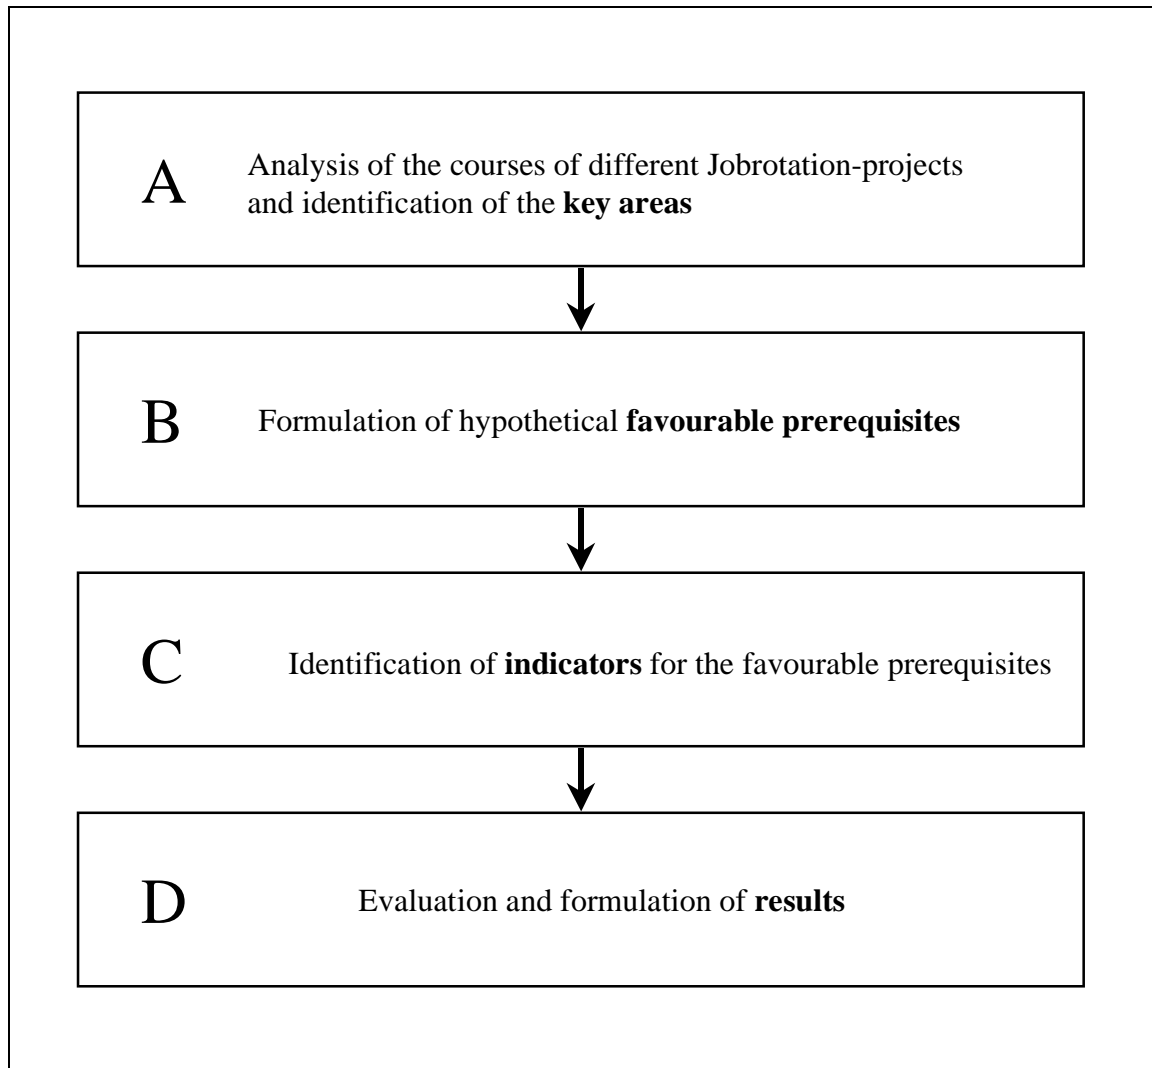 A
Analysis of the courses of different Jobrotation-projects
and identification of the key areas
B
Formulation of hypothetical favourable prerequisites
C
Identification of indicators for the favourable prerequisites
D
Evaluation and formulation of results